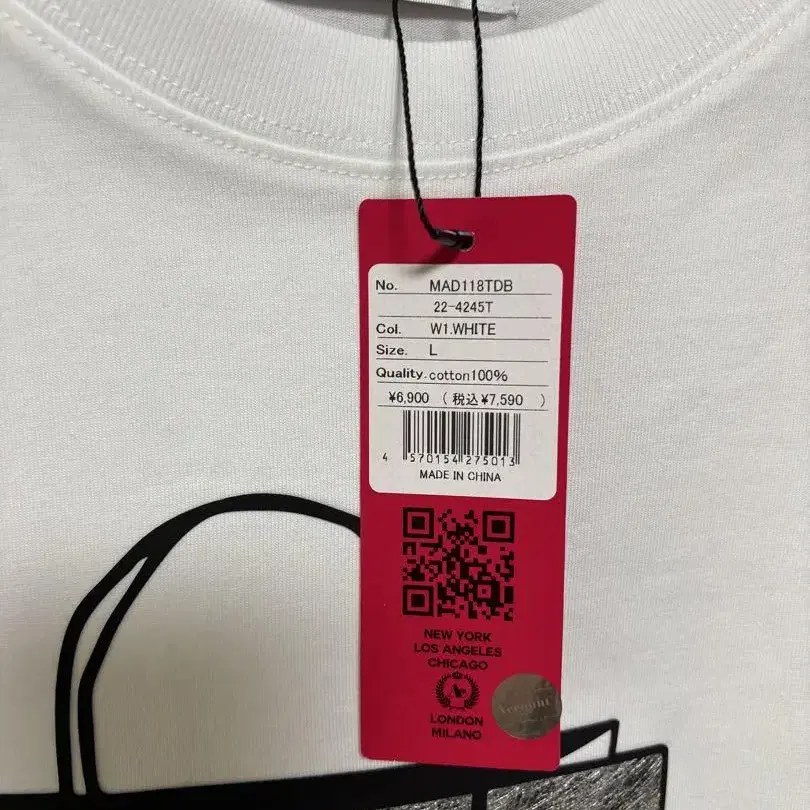 No. MAD118TDB
22-4245T
Col. W1.WHITE
Size. L
Quality. cotton100%
¥6,900 ( 税込 ¥7,590 )
4 570154 275013
MADE IN CHINA
NEW YORK
LOS ANGELES
CHICAGO
LONDON
MILANO